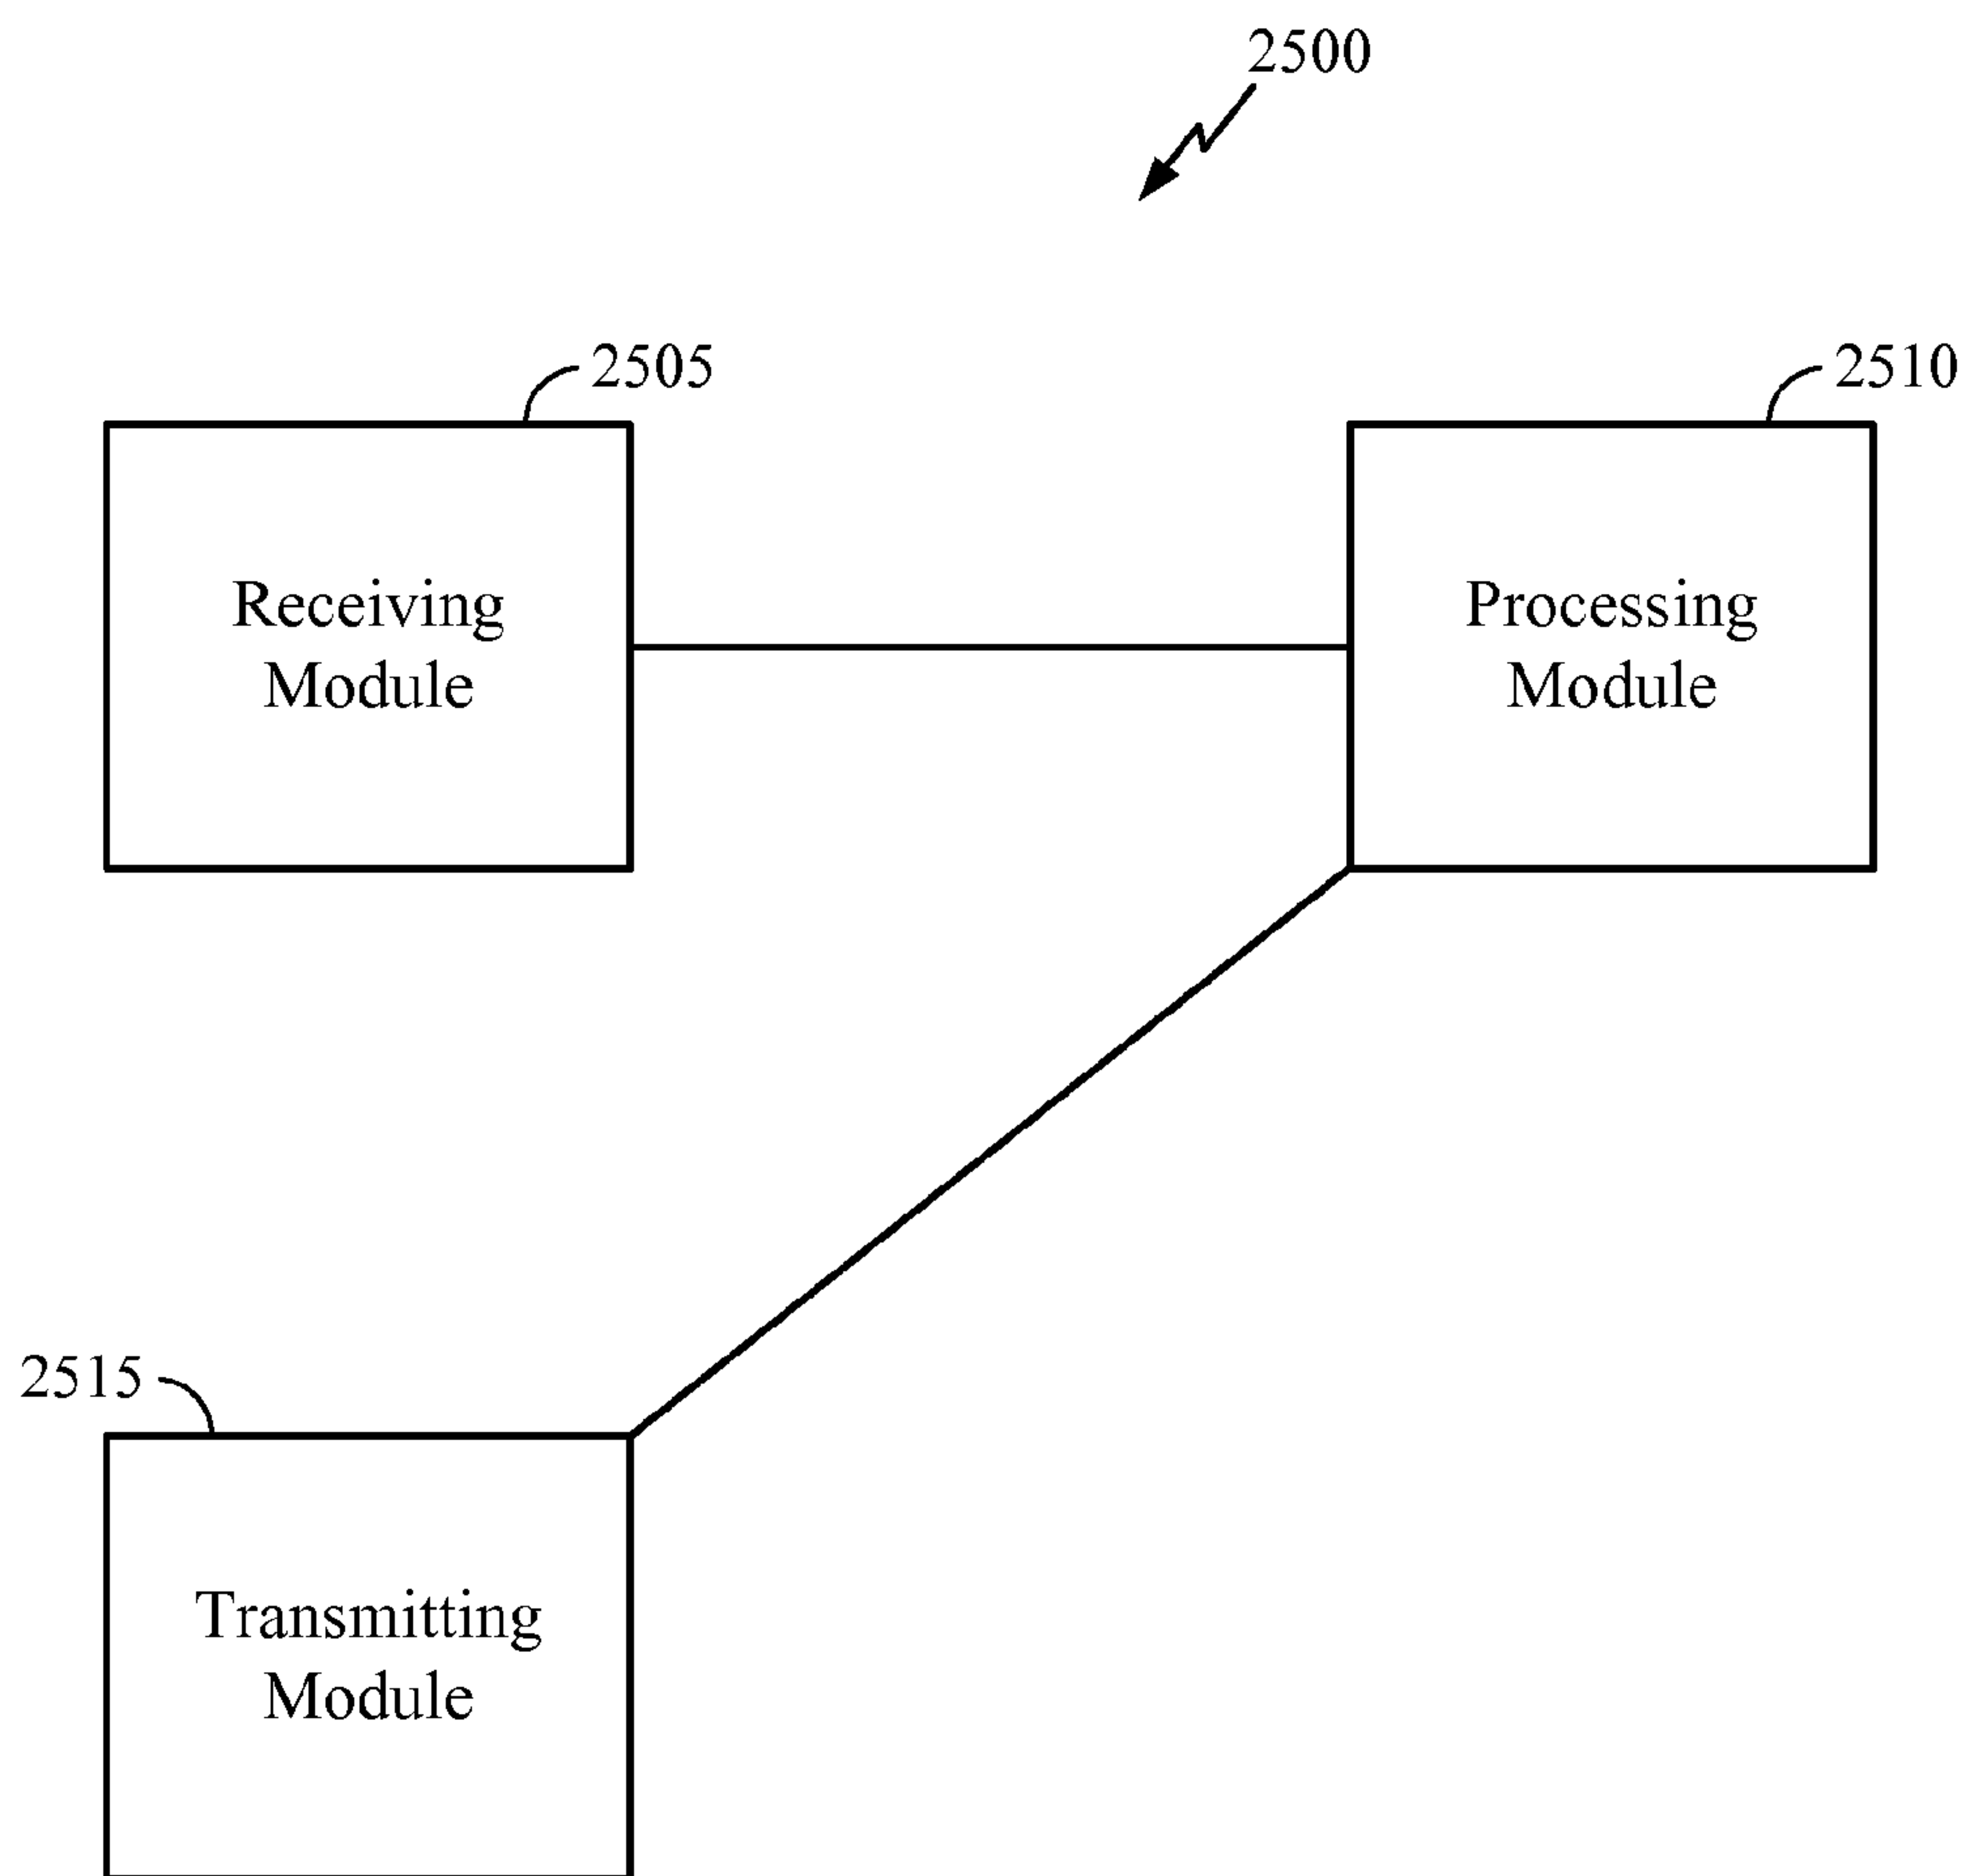 2500
2505
2510
Receiving
Module
Processing
Module
2515
Transmitting
Module